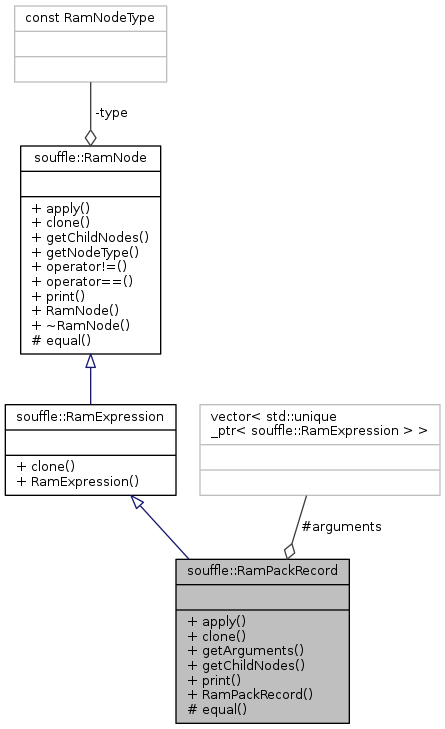 const RamNodeType
-type
souffle::RamNode
+ apply()
+ clone()
+ getChildNodes()
+ getNodeType()
+ operator!=()
+ operator==()
+ print()
+ RamNode()
+ ~RamNode()
# equal()
souffle::RamExpression
+ clone()
+ RamExpression()
vector< std::unique
_ptr< souffle::RamExpression > >
#arguments
souffle::RamPackRecord
+ apply()
+ clone()
+ getArguments()
+ getChildNodes()
+ print()
+ RamPackRecord()
# equal()